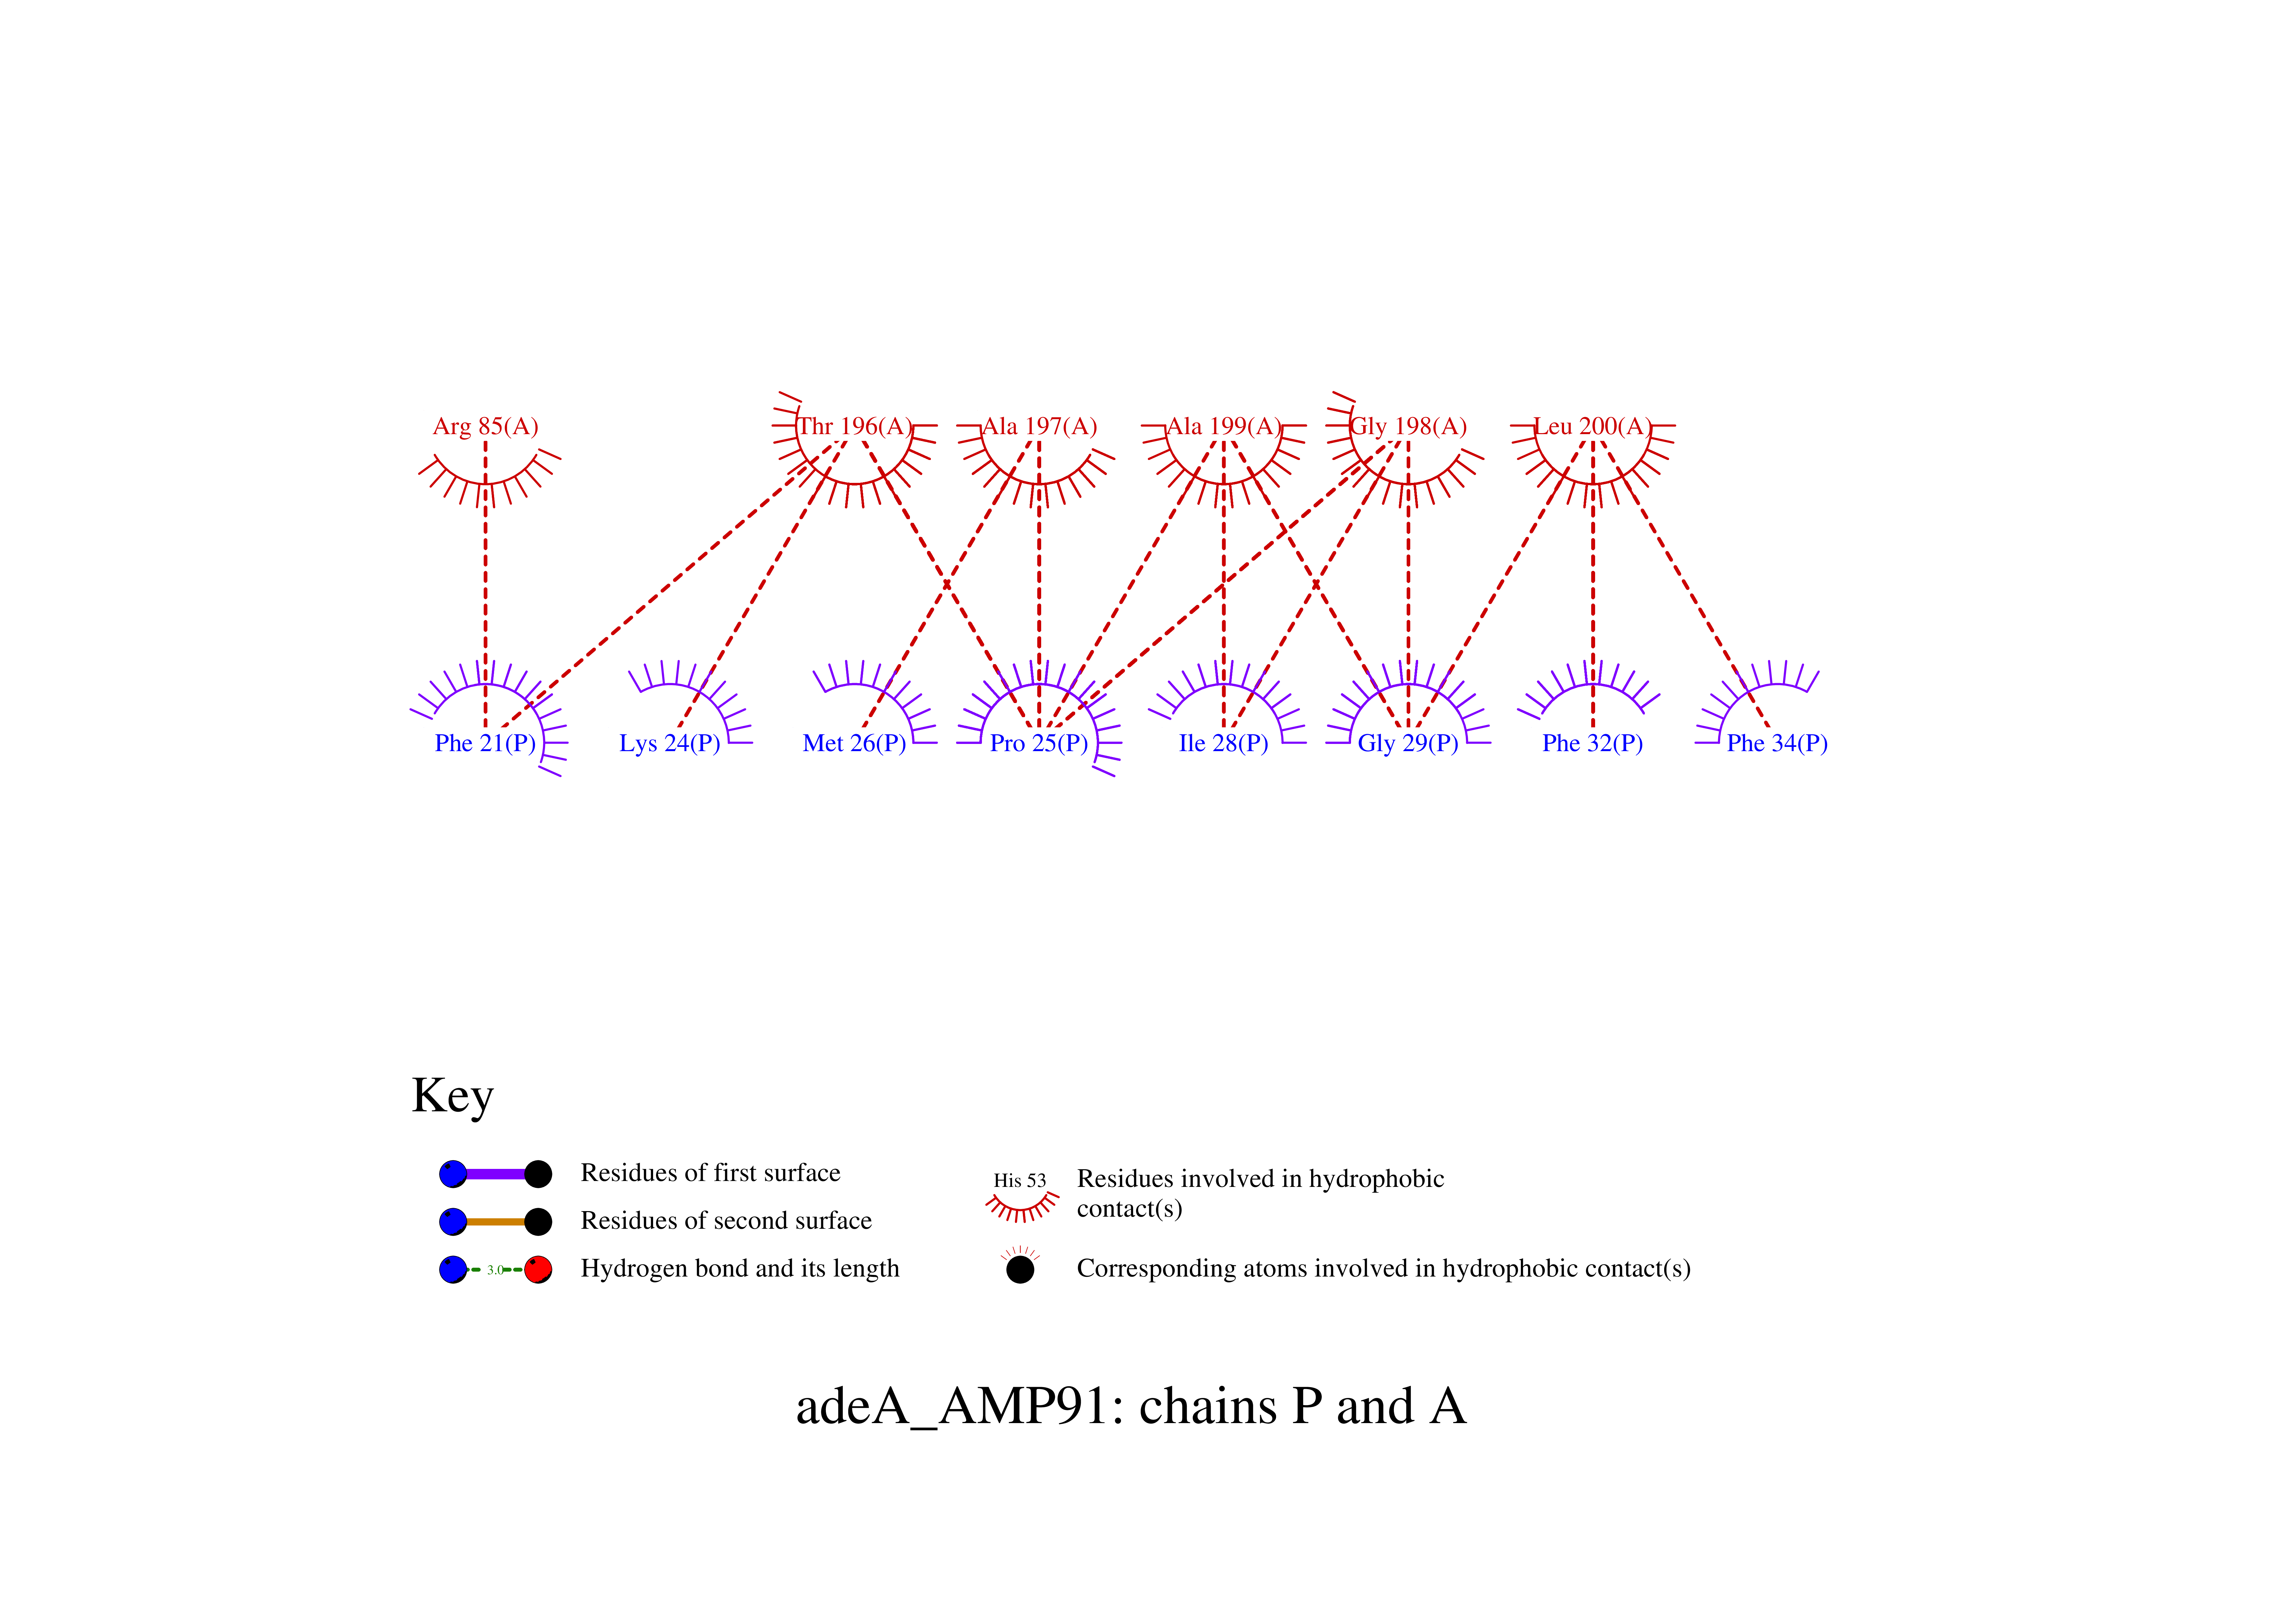 Arg 85(A) Thr 196(A) Ala 197(A) Ala 199(A) Gly 198(A) Leu 200(A)
Phe 21(P) Lys 24(P) Met 26(P) Pro 25(P) Ile 28(P) Gly 29(P) Phe 32(P) Phe 34(P)
Key
Residues of first surface
Residues of second surface
3.0 Hydrogen bond and its length
His 53 Residues involved in hydrophobic
contact(s)
Corresponding atoms involved in hydrophobic contact(s)
adeA_AMP91: chains P and A